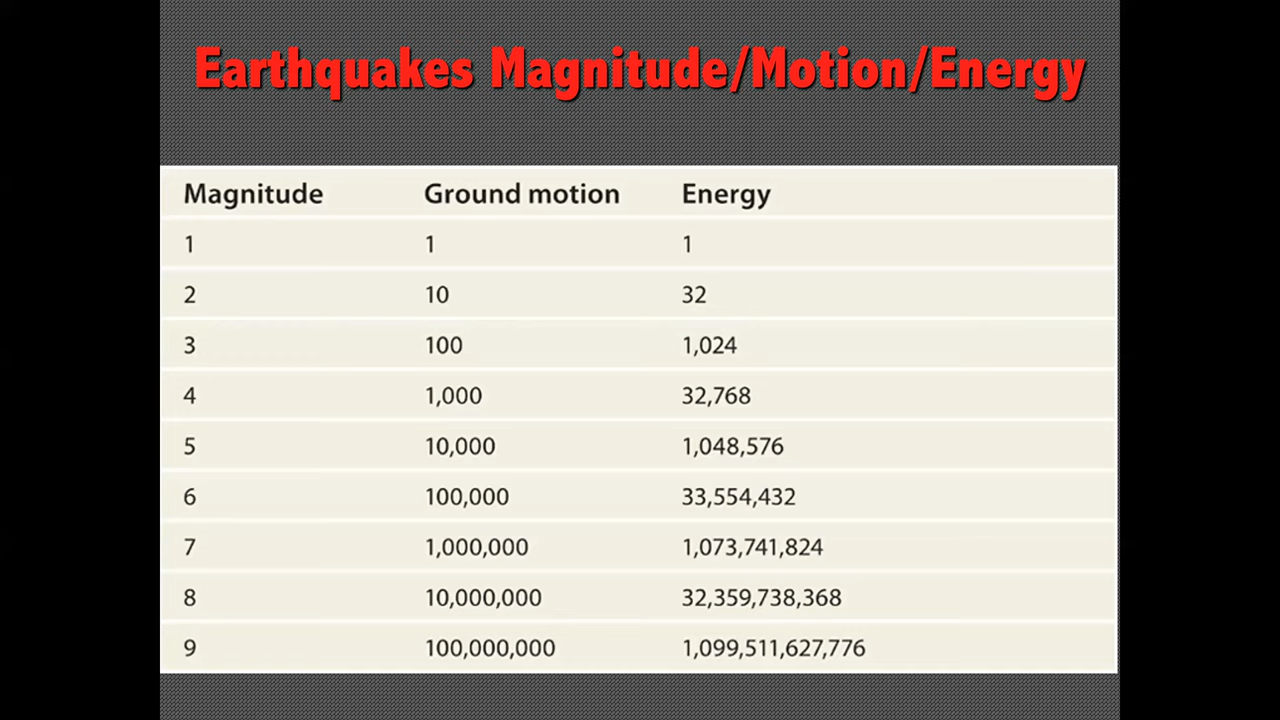 Earthquakes Magnitude/Motion/Energy
Magnitude Ground motion Energy
1 1 1
2 10 32
3 100 1,024
4 1,000 32,768
5 10,000 1,048,576
6 100,000 33,554,432
7 1,000,000 1,073,741,824
8 10,000,000 32,359,738,368
9 100,000,000 1,099,511,627,776